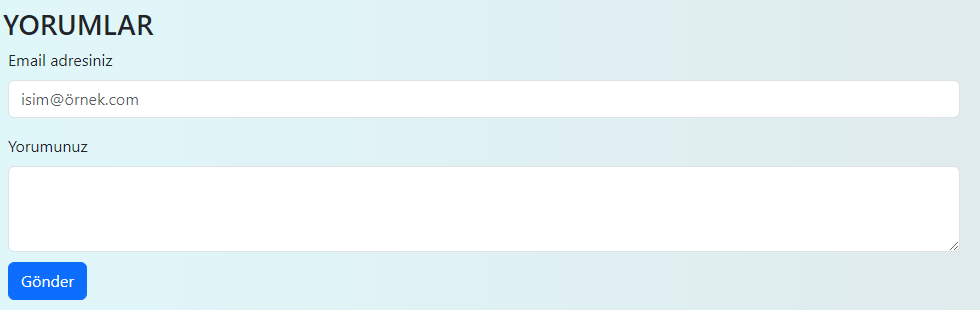 YORUMLAR
Email adresiniz
isim@örnek.com
Yorumunuz
Gönder